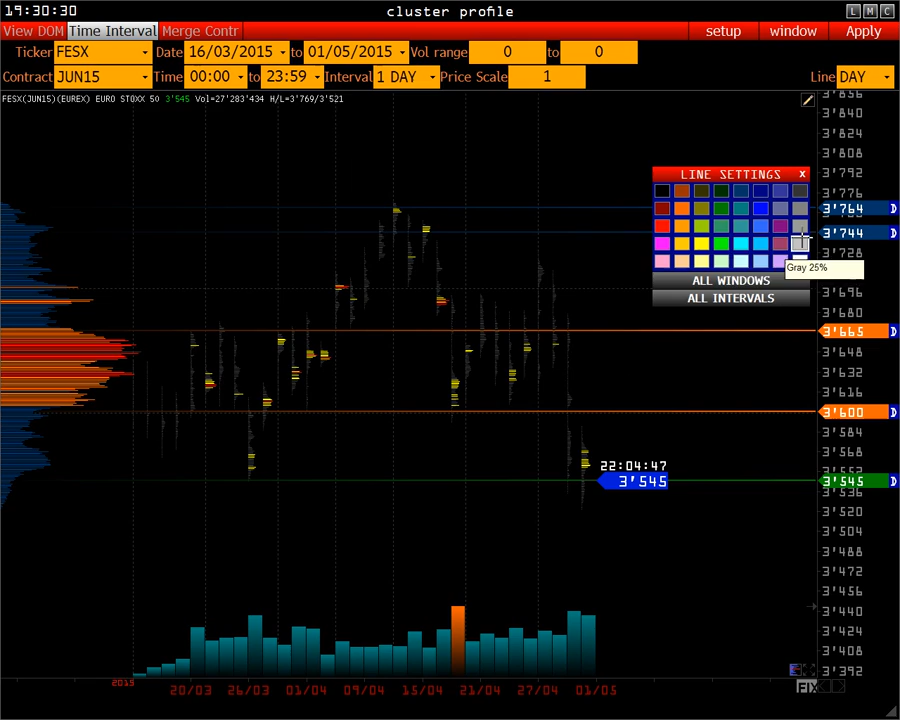 19:30:30 cluster profile L M C
View DOM Time Interval Merge Contr setup window Apply
Ticker FESX Date 16/03/2015 to 01/05/2015 Vol range 0 to 0
Contract JUN15 Time 00:00 to 23:59 Interval 1 DAY Price Scale 1 Line DAY
FESX(JUN15)(EUREX) EURO STOXX 50 3'545 Vol=27'283'434 H/L=3'769/3'521
3'856
3'840
3'824
3'808
LINE SETTINGS x
3'792
3'776
3'764 D
3'744 D
3'728
Gray 25%
ALL WINDOWS
3'696
ALL INTERVALS
3'680
3'665 D
3'648
3'632
3'616
3'600 D
3'584
3'568
22:04:47
3'552
3'545
3'545 D
3'536
3'520
3'504
3'488
3'472
3'456
3'440
3'424
3'408
3'392
2015 20/03 26/03 01/04 09/04 15/04 21/04 27/04 01/05
FIX